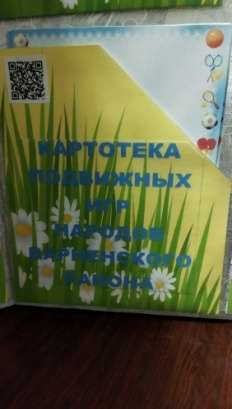 КАРТОТЕКА
ПОДВИЖНЫХ
ИГР
НАРОДОВ
ВАРНЕНСКОГО
РАЙОНА